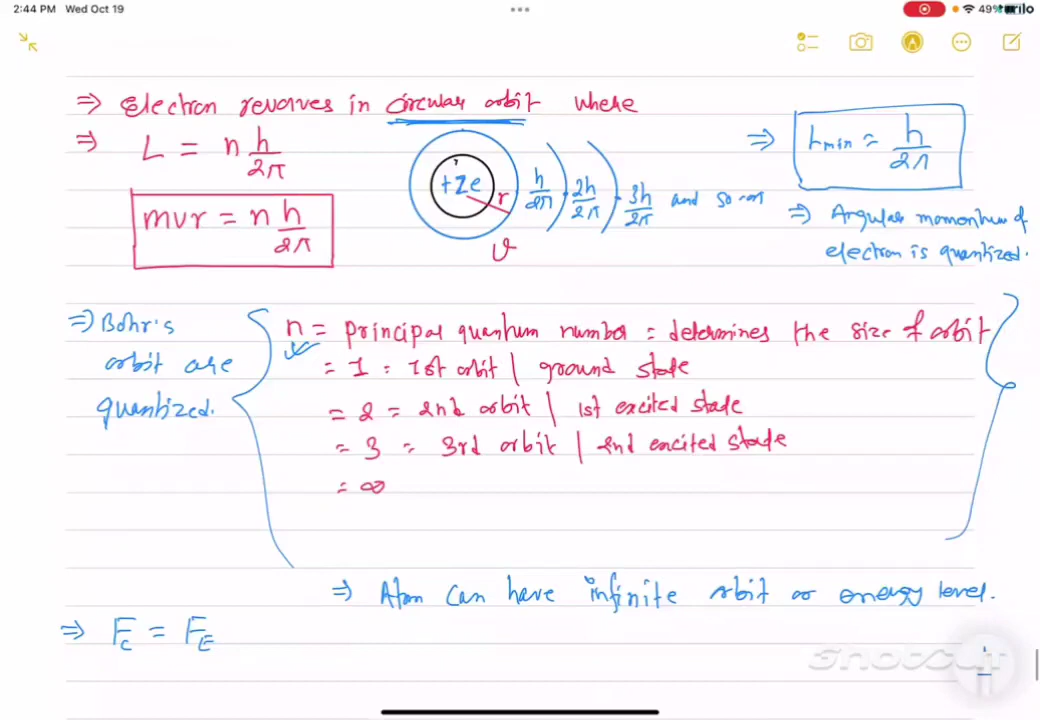 2:44 PM Wed Oct 19
49%
⇒ Electron revolves in circular orbit where
⇒ L = n h/2π
mvr = n h/2π
+Ze r h/2π 2h/2π 3h/2π and so on
v
⇒ Lmin = h/2π
⇒ Angular momentum of
electron is quantized.
⇒ Bohr's
orbit are
quantized.
n = principal quantum number = determines the size of orbit
= 1 = 1st orbit | ground state
= 2 = 2nd orbit | 1st excited state
= 3 = 3rd orbit | 2nd excited state
= ∞
⇒ Atom can have infinite orbit or energy level.
⇒ Fc = FE